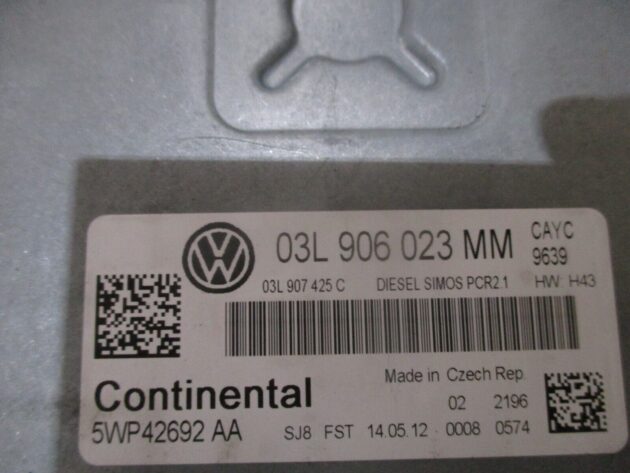 VW 03L 906 023 MM CAYC
9639
03L 907 425 C DIESEL SIMOS PCR2.1 HW: H43
Made in Czech Rep.
Continental
02 2196
5WP42692 AA SJ8 FST 14.05.12 0008 0574